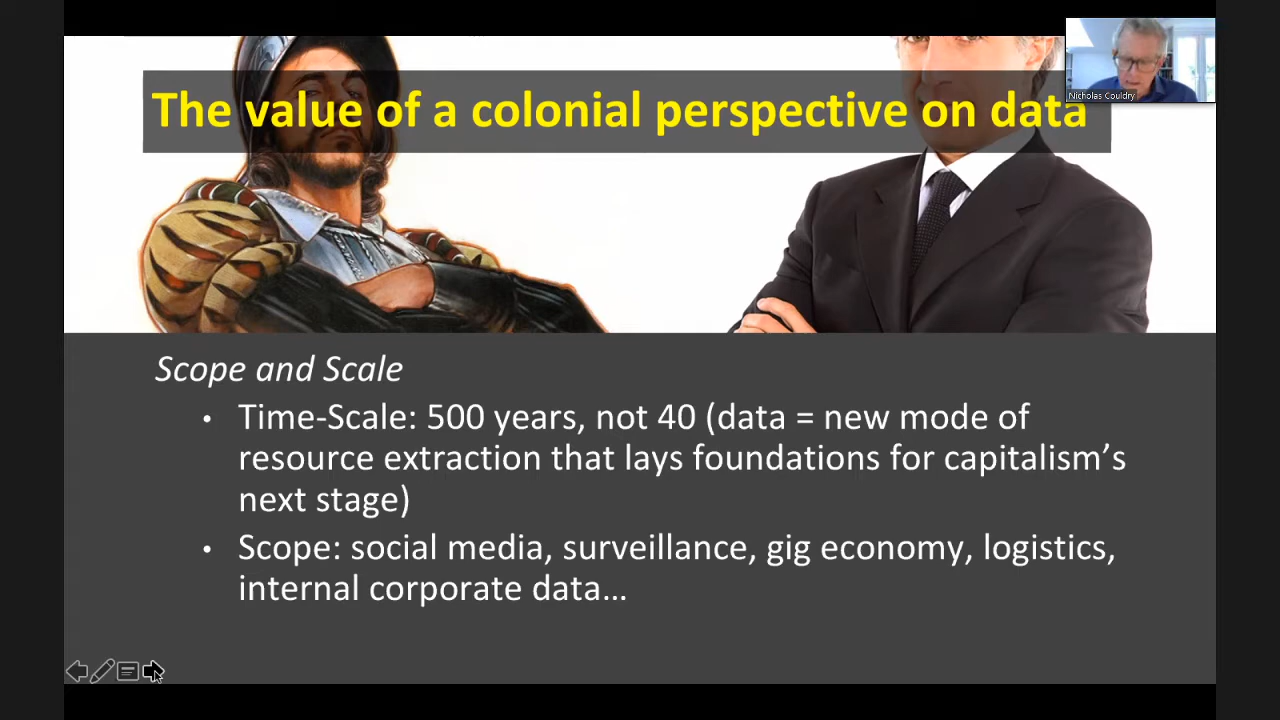 The value of a colonial perspective on data
Nicholas Couldry
Scope and Scale
• Time-Scale: 500 years, not 40 (data = new mode of
resource extraction that lays foundations for capitalism’s
next stage)
• Scope: social media, surveillance, gig economy, logistics,
internal corporate data…